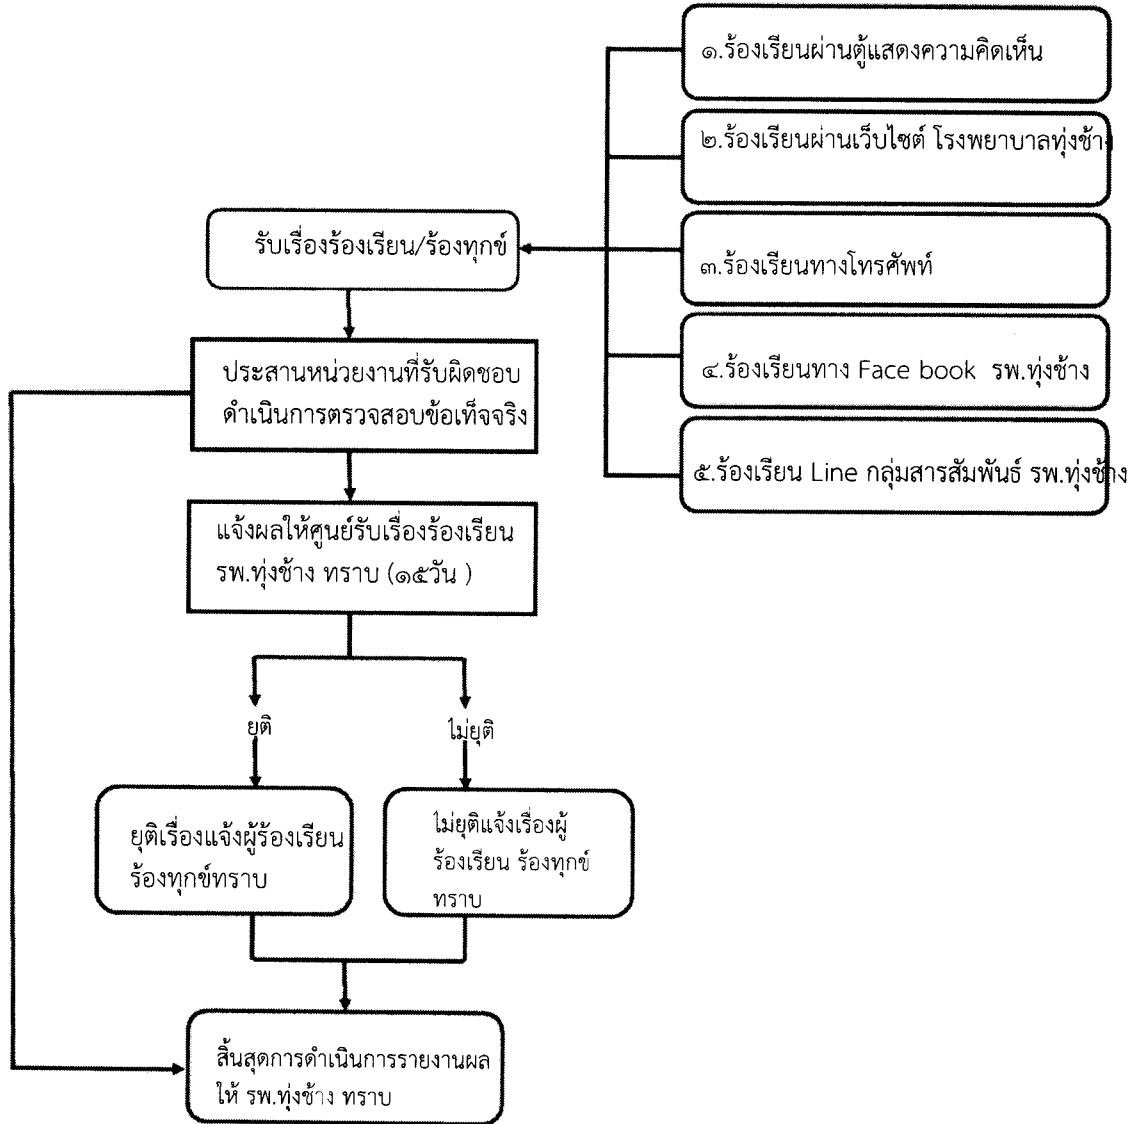 ๑.ร้องเรียนผ่านตู้แสดงความคิดเห็น
๒.ร้องเรียนผ่านเว็บไซต์ โรงพยาบาลทุ่งช้าง
๓.ร้องเรียนทางโทรศัพท์
๔.ร้องเรียนทาง Face book รพ.ทุ่งช้าง
๕.ร้องเรียน Line กลุ่มสารสัมพันธ์ รพ.ทุ่งช้าง
รับเรื่องร้องเรียน/ร้องทุกข์
ประสานหน่วยงานที่รับผิดชอบ
ดำเนินการตรวจสอบข้อเท็จจริง
แจ้งผลให้ศูนย์รับเรื่องร้องเรียน
รพ.ทุ่งช้าง ทราบ (๑๕วัน )
ยุติ
ไม่ยุติ
ยุติเรื่องแจ้งผู้ร้องเรียน
ร้องทุกข์ทราบ
ไม่ยุติแจ้งเรื่องผู้
ร้องเรียน ร้องทุกข์
ทราบ
สิ้นสุดการดำเนินการรายงานผล
ให้ รพ.ทุ่งช้าง ทราบ